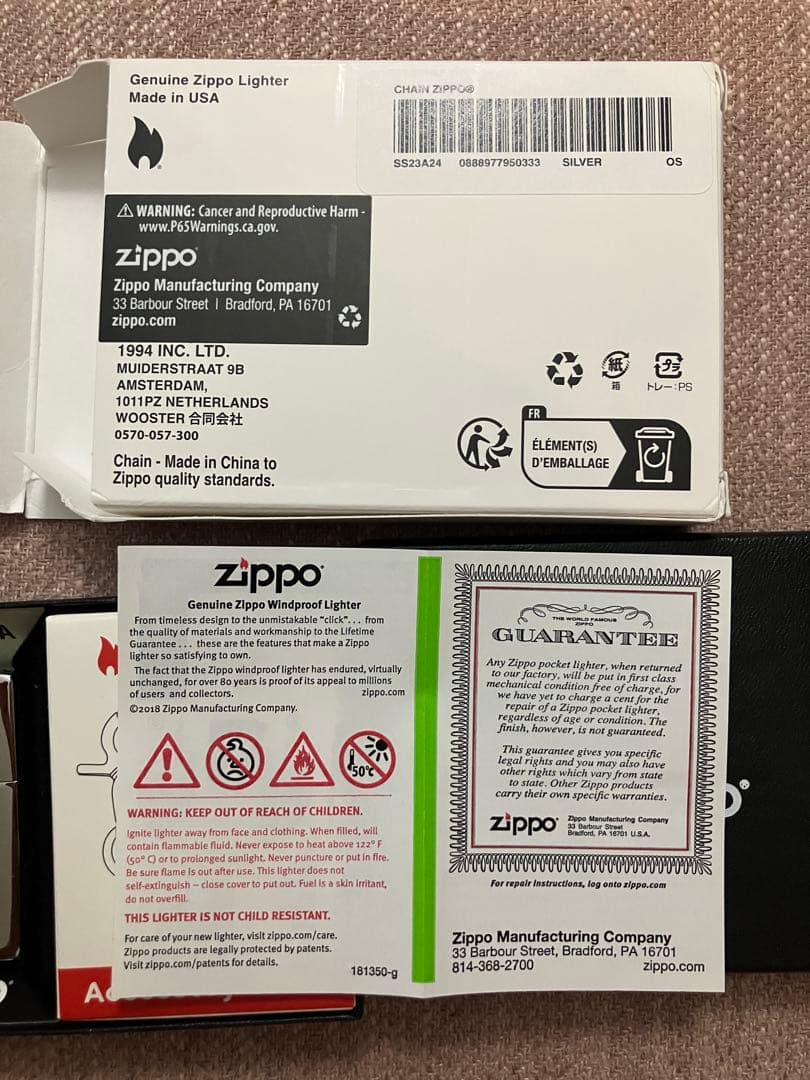 Genuine Zippo Lighter
Made in USA
CHAIN ZIPPO®
SS23A24 0888977950333 SILVER OS
WARNING: Cancer and Reproductive Harm -
www.P65Warnings.ca.gov.
zippo
Zippo Manufacturing Company
33 Barbour Street | Bradford, PA 16701
zippo.com
1994 INC. LTD.
MUIDERSTRAAT 9B
AMSTERDAM,
1011PZ NETHERLANDS
WOOSTER 合同会社
0570-057-300
Chain - Made in China to
Zippo quality standards.
紙
箱
プラ
トレー:PS
FR
ÉLÉMENT(S)
D'EMBALLAGE
zippo
Genuine Zippo Windproof Lighter
From timeless design to the unmistakable "click"... from
the quality of materials and workmanship to the Lifetime
Guarantee ... these are the features that make a Zippo
lighter so satisfying to own.
The fact that the Zippo windproof lighter has endured, virtually
unchanged, for over 80 years is proof of its appeal to millions
of users and collectors. zippo.com
©2018 Zippo Manufacturing Company.
50°C
WARNING: KEEP OUT OF REACH OF CHILDREN.
Ignite lighter away from face and clothing. When filled, will
contain flammable fluid. Never expose to heat above 122° F
(50° C) or to prolonged sunlight. Never puncture or put in fire.
Be sure flame is out after use. This lighter does not
self-extinguish – close cover to put out. Fuel is a skin irritant,
do not overfill.
THIS LIGHTER IS NOT CHILD RESISTANT.
For care of your new lighter, visit zippo.com/care.
Zippo products are legally protected by patents.
Visit zippo.com/patents for details.
181350-g
THE WORLD FAMOUS
ZIPPO
GUARANTEE
Any Zippo pocket lighter, when returned
to our factory, will be put in first class
mechanical condition free of charge, for
we have yet to charge a cent for the
repair of a Zippo pocket lighter,
regardless of age or condition. The
finish, however, is not guaranteed.
This guarantee gives you specific
legal rights and you may also have
other rights which vary from state
to state. Other Zippo products
carry their own specific warranties.
zippo
Zippo Manufacturing Company
33 Barbour Street
Bradford, PA 16701 U.S.A.
For repair instructions, log onto zippo.com
Zippo Manufacturing Company
33 Barbour Street, Bradford, PA 16701
814-368-2700 zippo.com